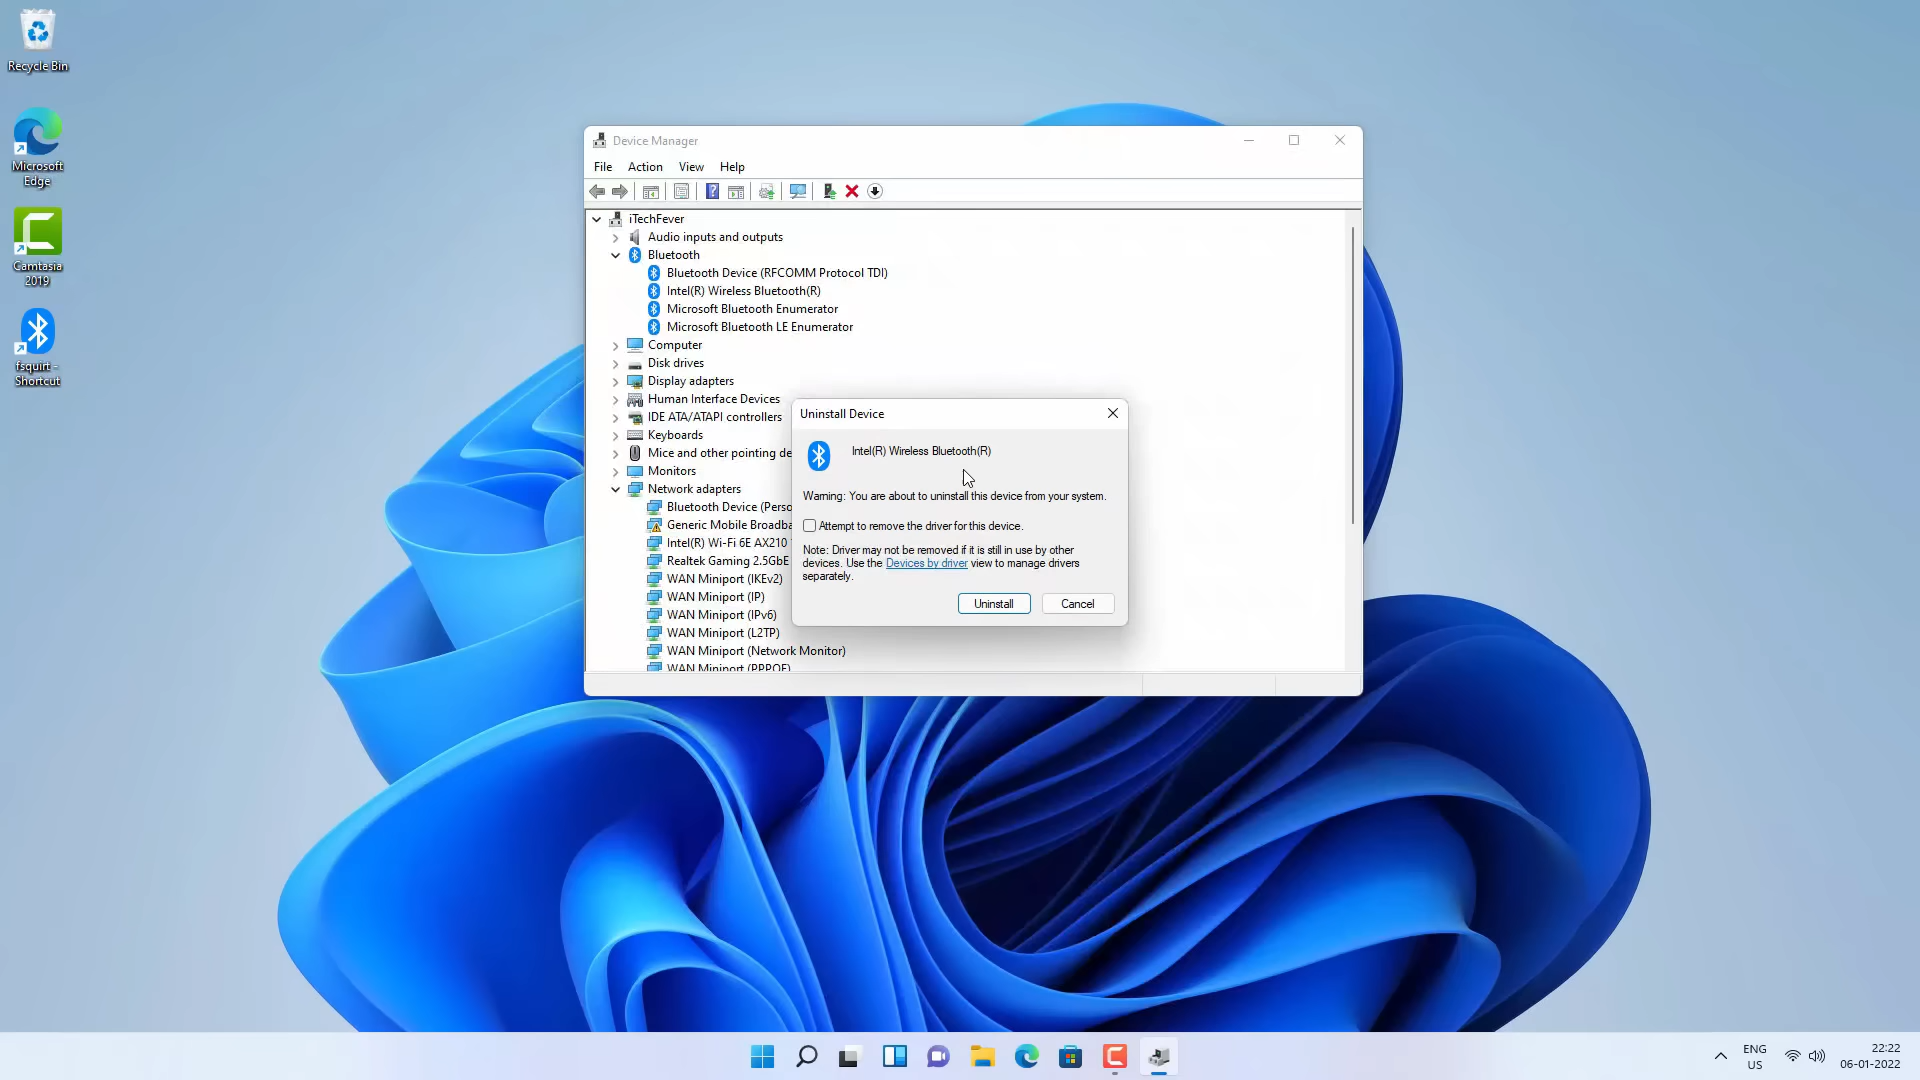 Recycle Bin
Microsoft
Edge
Camtasia
2019
fsquirt -
Shortcut
Device Manager
File Action View Help
iTechFever
Audio inputs and outputs
Bluetooth
Bluetooth Device (RFCOMM Protocol TDI)
Intel(R) Wireless Bluetooth(R)
Microsoft Bluetooth Enumerator
Microsoft Bluetooth LE Enumerator
Computer
Disk drives
Display adapters
Human Interface Devices
IDE ATA/ATAPI controllers
Keyboards
Mice and other pointing de
Monitors
Network adapters
Bluetooth Device (Perso
Generic Mobile Broadba
Intel(R) Wi-Fi 6E AX210
Realtek Gaming 2.5GbE
WAN Miniport (IKEv2)
WAN Miniport (IP)
WAN Miniport (IPv6)
WAN Miniport (L2TP)
WAN Miniport (Network Monitor)
WAN Miniport (PPPOE)
Uninstall Device
Intel(R) Wireless Bluetooth(R)
Warning: You are about to uninstall this device from your system.
Attempt to remove the driver for this device.
Note: Driver may not be removed if it is still in use by other
devices. Use the Devices by driver view to manage drivers
separately.
Uninstall Cancel
ENG
US
22:22
06-01-2022